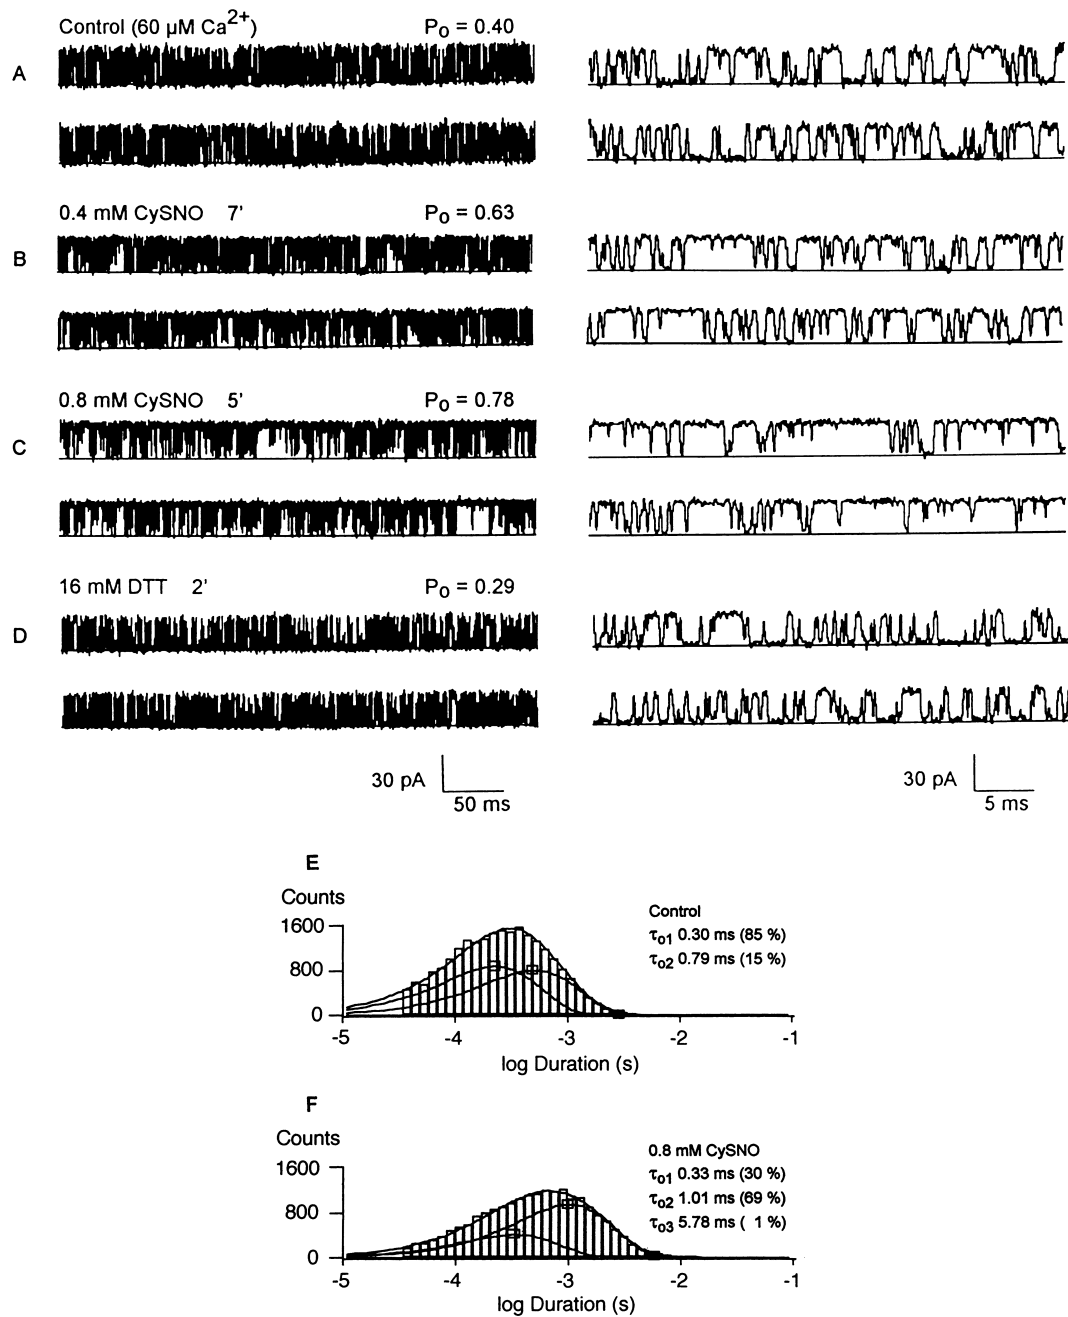 Control (60 µM Ca2+) Po = 0.40
A
0.4 mM CySNO 7' Po = 0.63
B
0.8 mM CySNO 5' Po = 0.78
C
16 mM DTT 2' Po = 0.29
D
30 pA 50 ms
30 pA 5 ms
E
Counts
1600
800
0
-5 -4 -3 -2 -1
log Duration (s)
Control
τo1 0.30 ms (85 %)
τo2 0.79 ms (15 %)
F
Counts
1600
800
0
-5 -4 -3 -2 -1
log Duration (s)
0.8 mM CySNO
τo1 0.33 ms (30 %)
τo2 1.01 ms (69 %)
τo3 5.78 ms ( 1 %)